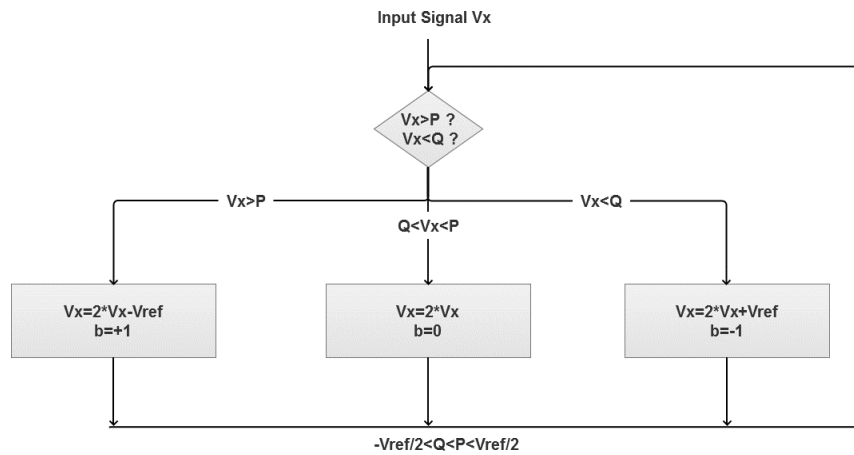 Input Signal Vx
Vx>P ?
Vx<Q ?
Vx>P
Vx<Q
Q<Vx<P
Vx=2*Vx-Vref
b=+1
Vx=2*Vx
b=0
Vx=2*Vx+Vref
b=-1
-Vref/2<Q<P<Vref/2